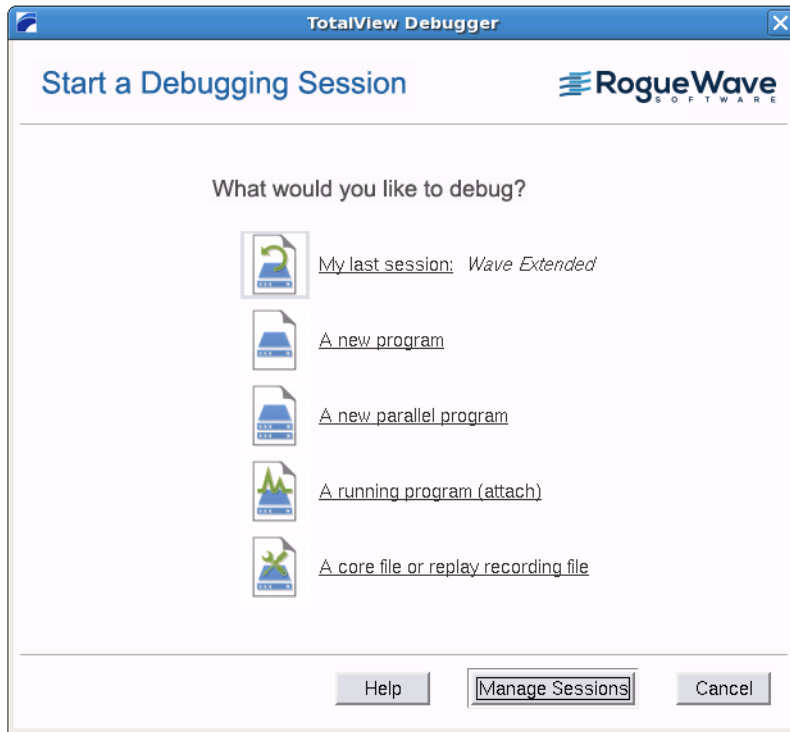 TotalView Debugger
Start a Debugging Session
RogueWave
SOFTWARE
What would you like to debug?
My last session: Wave Extended
A new program
A new parallel program
A running program (attach)
A core file or replay recording file
Help Manage Sessions Cancel